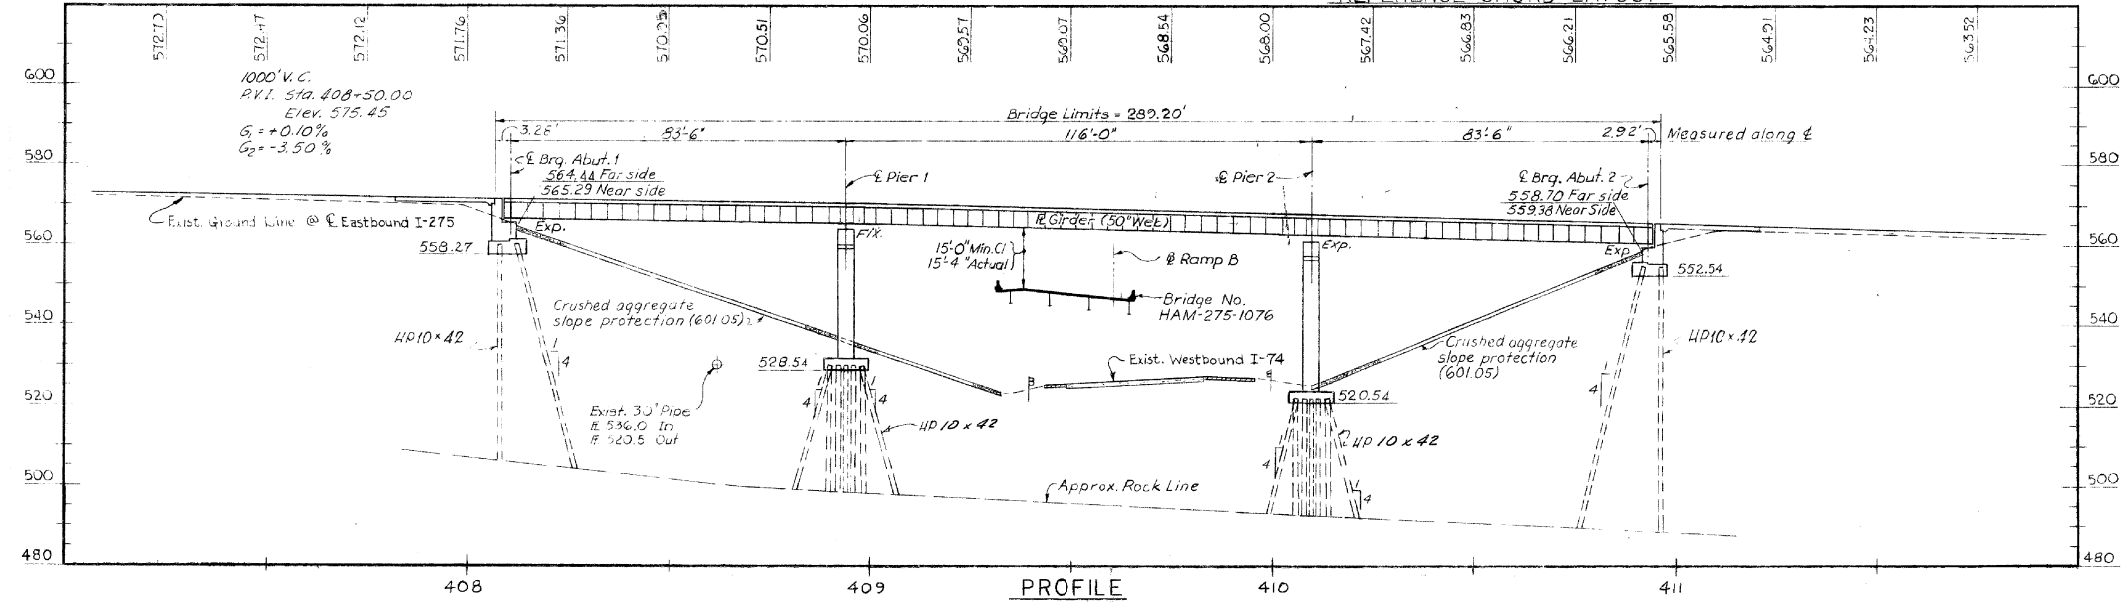 572.70 572.47 572.12 571.76 571.36 570.95 570.51 570.06 569.57 569.07 568.54 568.00 567.42 566.83 566.21 565.58 564.91 564.23 563.52
1000' V.C.
P.V.I. Sta. 408+50.00
Elev. 575.45
G₁ = +0.10%
G₂ = -3.50%
Bridge Limits = 289.20'
3.28' 83'-6" 116'-0" 83'-6" 2.92' Measured along ℄
℄ Brg. Abut. 1
564.44 Far side
565.29 Near side
℄ Pier 1
℄ Pier 2
℄ Brg. Abut. 2
558.70 Far side
559.38 Near Side
Exist. Ground Line @ ℄ Eastbound I-275
Exp.
Fix.
℄ Girder (50" Web)
Exp.
Exp.
558.27
15'-0" Min. Cl
15'-4" Actual
℄ Ramp B
552.54
Bridge No.
HAM-275-1076
Crushed aggregate
slope protection (601.05)
HP10×42
4
528.54
Exist. Westbound I-74
Crushed aggregate
slope protection
(601.05)
HP10×42
4
Exist. 30" Pipe
℄ 536.0 In
℄ 520.5 Out
4
4
HP 10 x 42
520.54
HP 10 x 42
4
4
Approx. Rock Line
600 580 560 540 520 500 480
600 580 560 540 520 500 480
408 409 410 411
PROFILE